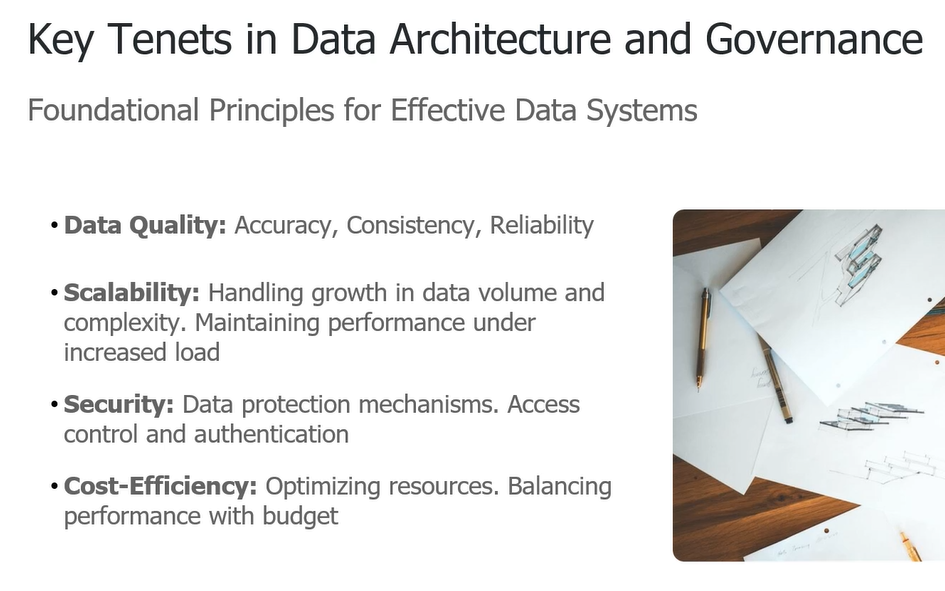 Key Tenets in Data Architecture and Governance
Foundational Principles for Effective Data Systems
• Data Quality: Accuracy, Consistency, Reliability
• Scalability: Handling growth in data volume and
complexity. Maintaining performance under
increased load
• Security: Data protection mechanisms. Access
control and authentication
• Cost-Efficiency: Optimizing resources. Balancing
performance with budget